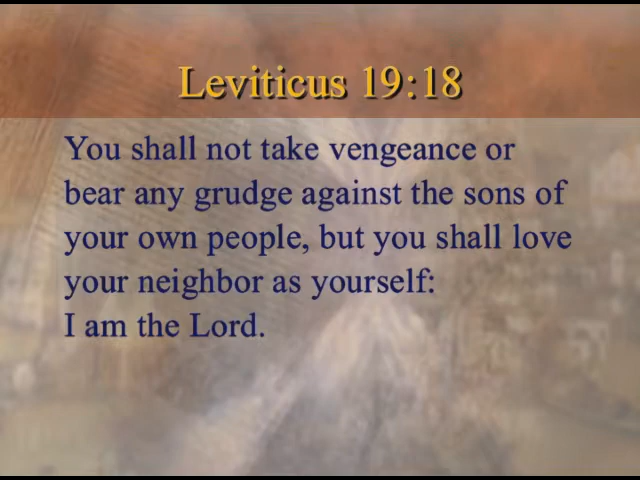 Leviticus 19:18
You shall not take vengeance or
bear any grudge against the sons of
your own people, but you shall love
your neighbor as yourself:
I am the Lord.